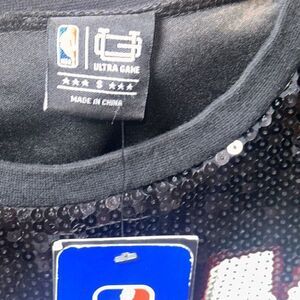 ULTRA GAME
★★★ S ★★★
MADE IN CHINA